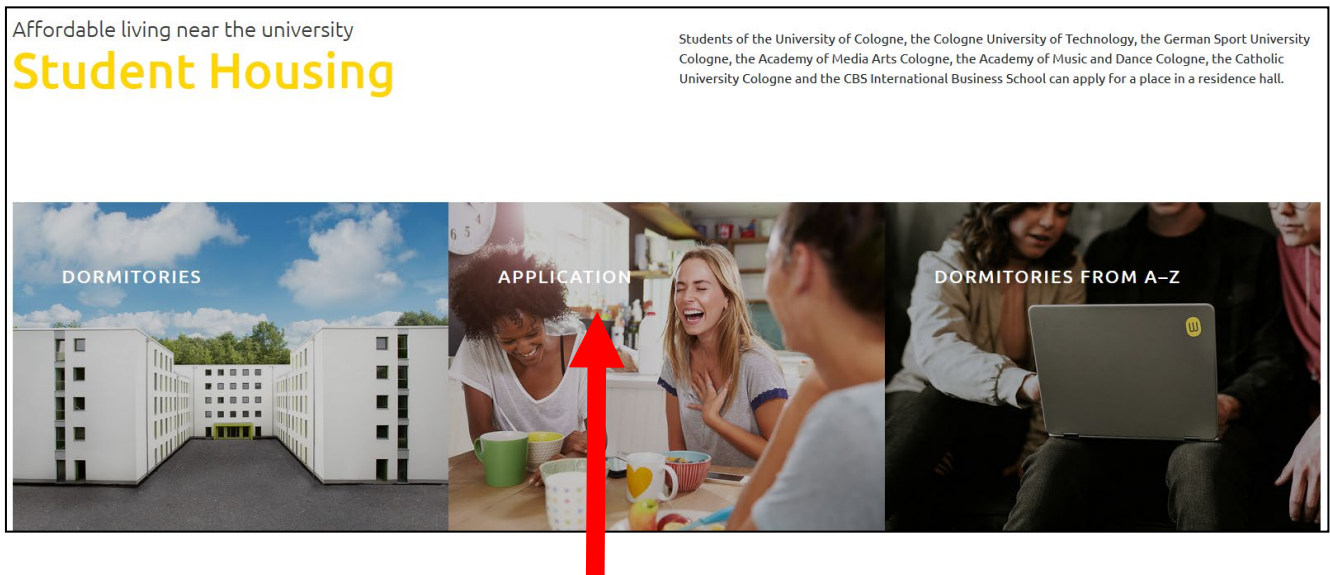 Affordable living near the university
Student Housing
Students of the University of Cologne, the Cologne University of Technology, the German Sport University
Cologne, the Academy of Media Arts Cologne, the Academy of Music and Dance Cologne, the Catholic
University Cologne and the CBS International Business School can apply for a place in a residence hall.
DORMITORIES
APPLICATION
DORMITORIES FROM A–Z